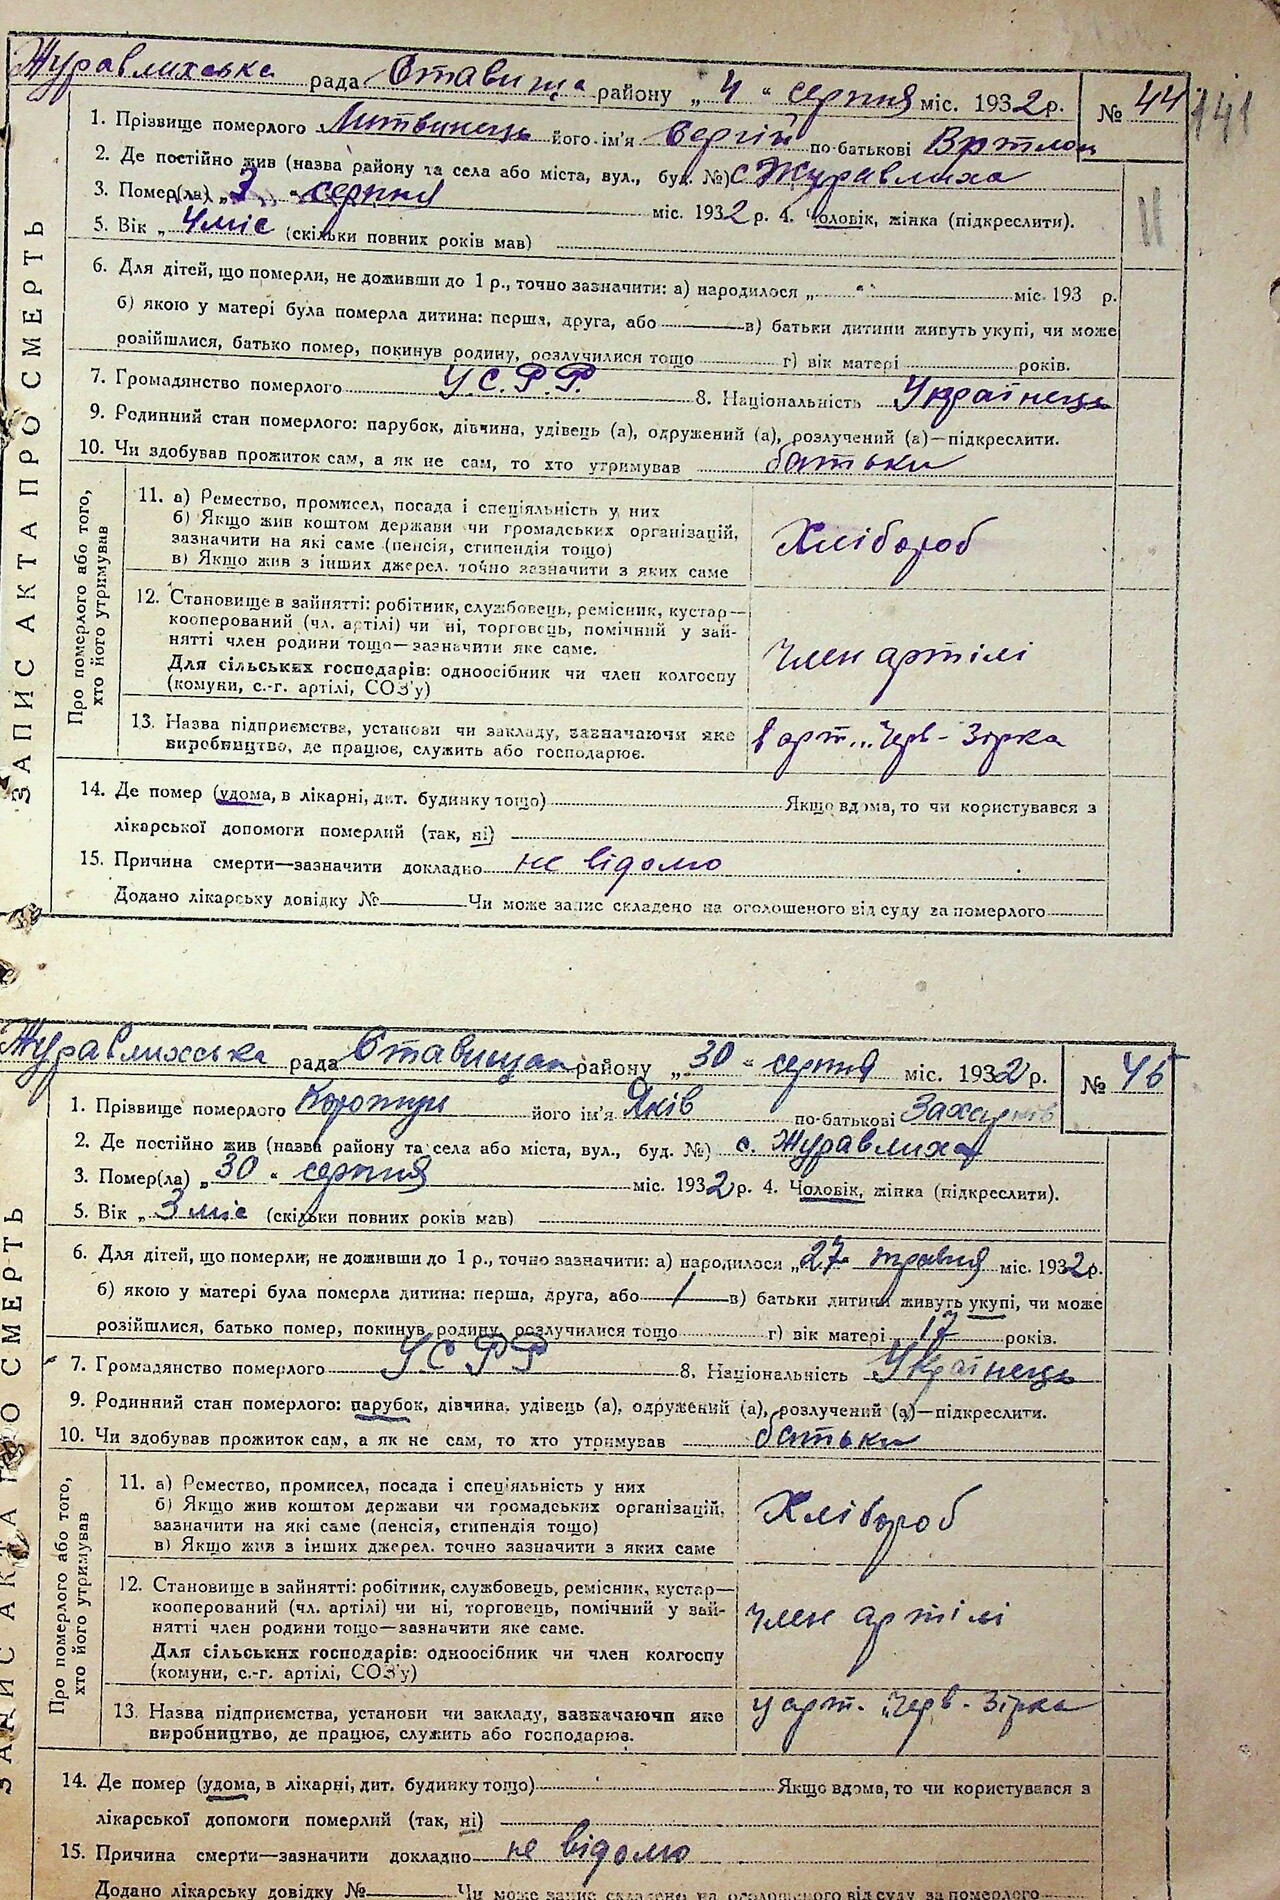 Журавлихська рада Ставища району „4“ серпня міс. 1932 р. № 44 141
1. Прізвище померлого Литвинець його ім'я Сергій по-батькові
2. Де постійно жив (назва району та села або міста, вул., буд. №) с Журавлиха
3. Помер(ла) „3“ серпня міс. 1932 р. 4. Чоловік, жінка (підкреслити).
5. Вік „4 міс (скільки повних років мав)
6. Для дітей, що померли, не доживши до 1 р., точно зазначити: а) народилося „ “ міс. 193 р.
б) якою у матері була померла дитина: перша, друга, або — в) батьки дитини живуть укупі, чи може
розійшлися, батько помер, покинув родину, розлучилися тощо г) вік матері років.
7. Громадянство померлого У.С.Р.Р. 8. Національність Українець
9. Родинний стан померлого: парубок, дівчина, удівець (а), одружений (а), розлучений (а)—підкреслити.
10. Чи здобував прожиток сам, а як не сам, то хто утримував батьки
ЗАПИС АКТА ПРО СМЕРТЬ
Про померлого або того,
хто його утримував
11. а) Ремество, промисел, посада і спеціяльність у них
б) Якщо жив коштом держави чи громадських організацій,
зазначити на які саме (пенсія, стипендія тощо)
в) Якщо жив з інших джерел. точно зазначити з яких саме
Хлібороб
12. Становище в зайнятті: робітник, службовець, ремісник, кустар—
кооперований (чл. артілі) чи ні, торговець, помічний у зай-
нятті член родини тощо—зазначити яке саме.
Для сільських господарів: одноосібник чи член колгоспу
(комуни, с.-г. артілі, СОЗ'у)
Член артілі
13. Назва підприємства, установи чи закладу, зазначаючи яке
виробництво, де працює, служить або господарює.
в арт. „Черв-Зірка
14. Де помер (удома, в лікарні, дит. будинку тощо) Якщо вдома, то чи користувався з
лікарської допомоги померлий (так, ні)
15. Причина смерти—зазначити докладно не відомо
Додано лікарську довідку № Чи може запис складено на оголошеного від суду за померлого
Журавлихська рада Ставищан району „30“ серпня міс. 1932 р. № 45
1. Прізвище померлого його ім'я Яків по-батькові Захарків
2. Де постійно жив (назва району та села або міста, вул., буд. №) с. Журавлиха
3. Помер(ла) „30“ серпня міс. 1932 р. 4. Чоловік, жінка (підкреслити).
5. Вік „3 міс (скільки повних років мав)
6. Для дітей, що померли, не доживши до 1 р., точно зазначити: а) народилося „27“ травня міс. 1932 р.
б) якою у матері була померла дитина: перша, друга, або 1 в) батьки дитини живуть укупі, чи може
розійшлися, батько помер, покинув родину, розлучилися тощо г) вік матері 17 років.
7. Громадянство померлого УСРР 8. Національність Українець
9. Родинний стан померлого: парубок, дівчина, удівець (а), одружений (а), розлучений (а)—підкреслити.
10. Чи здобував прожиток сам, а як не сам, то хто утримував батьки
ЗАПИС АКТА ПРО СМЕРТЬ
Про померлого або того,
хто його утримував
11. а) Ремество, промисел, посада і спеціяльність у них
б) Якщо жив коштом держави чи громадських організацій,
зазначити на які саме (пенсія, стипендія тощо)
в) Якщо жив з інших джерел. точно зазначити з яких саме
Хлібороб
12. Становище в зайнятті: робітник, службовець, ремісник, кустар—
кооперований (чл. артілі) чи ні, торговець, помічний у зай-
нятті член родини тощо—зазначити яке саме.
Для сільських господарів: одноосібник чи член колгоспу
(комуни, с.-г. артілі, СОЗ'у)
Член артілі
13. Назва підприємства, установи чи закладу, зазначаючи яке
виробництво, де працює, служить або господарює.
у арт. „Черв-Зірка
14. Де помер (удома, в лікарні, дит. будинку тощо) Якщо вдома, то чи користувався з
лікарської допомоги померлий (так, ні)
15. Причина смерти—зазначити докладно не відомо
Додано лікарську довідку № Чи може запис складено на оголошеного від суду за померлого